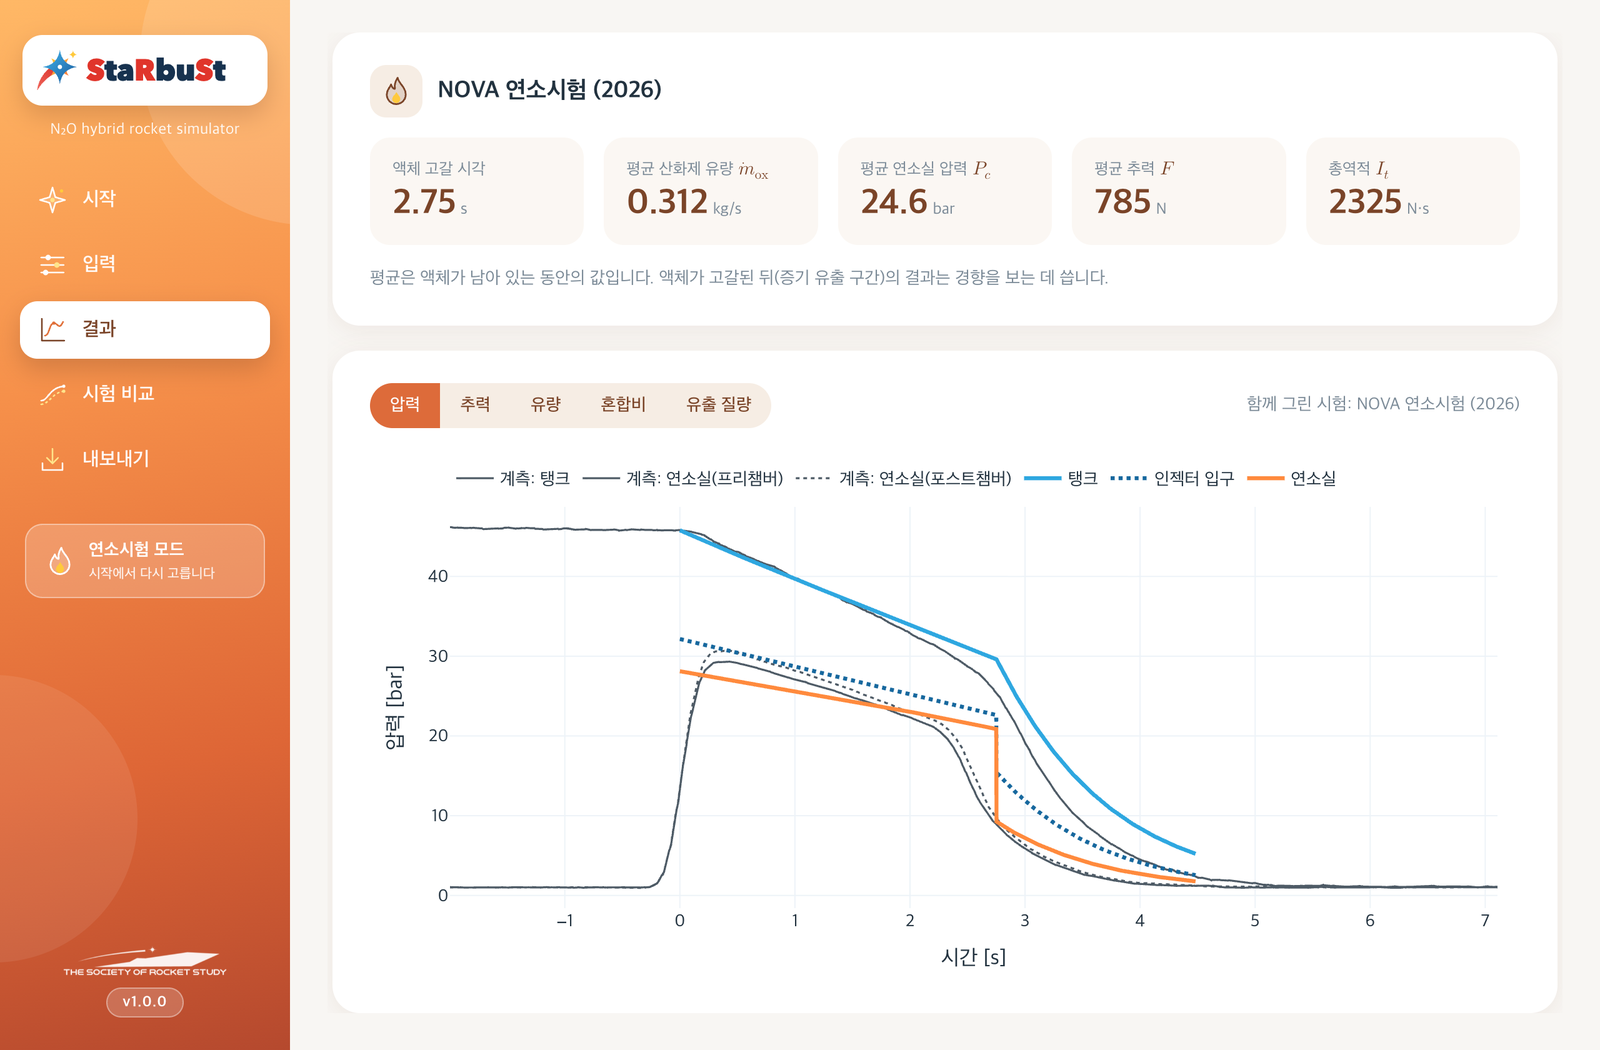 StaRbuSt
N₂O hybrid rocket simulator
시작
입력
결과
시험 비교
내보내기
연소시험 모드
시작에서 다시 고릅니다
THE SOCIETY OF ROCKET STUDY
v1.0.0
NOVA 연소시험 (2026)
액체 고갈 시각
2.75 s
평균 산화제 유량 ṁ_ox
0.312 kg/s
평균 연소실 압력 P_c
24.6 bar
평균 추력 F
785 N
총역적 I_t
2325 N·s
평균은 액체가 남아 있는 동안의 값입니다. 액체가 고갈된 뒤(증기 유출 구간)의 결과는 경향을 보는 데 씁니다.
압력 추력 유량 혼합비 유출 질량
함께 그린 시험: NOVA 연소시험 (2026)
계측: 탱크 계측: 연소실(프리챔버) 계측: 연소실(포스트챔버) 탱크 인젝터 입구 연소실
압력 [bar]
40
30
20
10
0
−1 0 1 2 3 4 5 6 7
시간 [s]